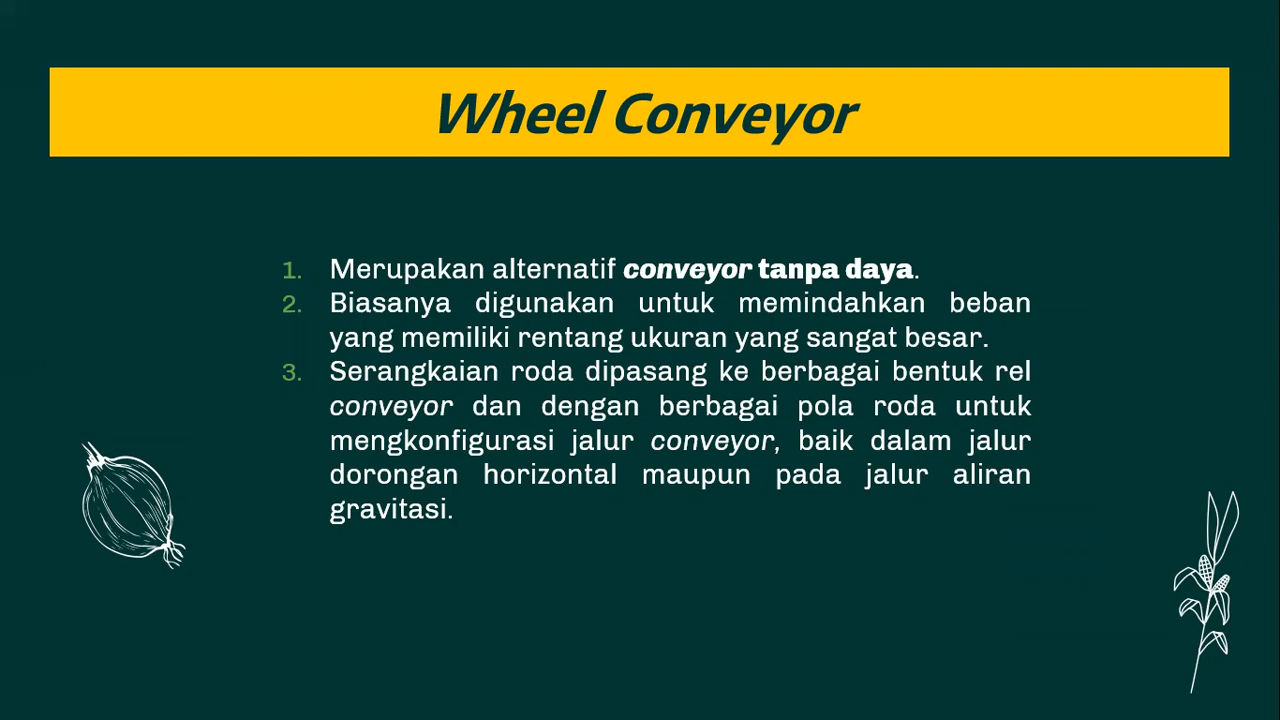 Wheel Conveyor
1. Merupakan alternatif conveyor tanpa daya.
2. Biasanya digunakan untuk memindahkan beban
yang memiliki rentang ukuran yang sangat besar.
3. Serangkaian roda dipasang ke berbagai bentuk rel
conveyor dan dengan berbagai pola roda untuk
mengkonfigurasi jalur conveyor, baik dalam jalur
dorongan horizontal maupun pada jalur aliran
gravitasi.